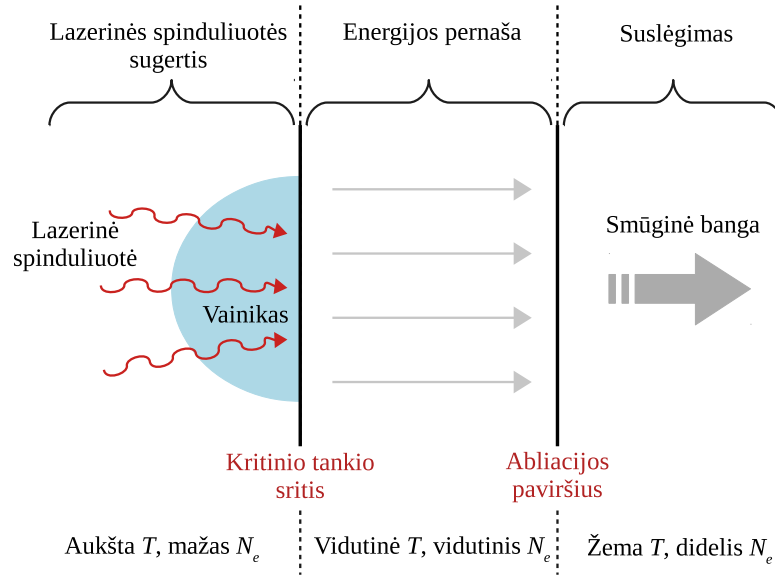 Lazerinės spinduliuotės
sugertis
Energijos pernaša
Suslėgimas
Lazerinė
spinduliuotė
Vainikas
Smūginė banga
Kritinio tankio
sritis
Abliacijos
paviršius
Aukšta T, mažas Nₑ
Vidutinė T, vidutinis Nₑ
Žema T, didelis Nₑ